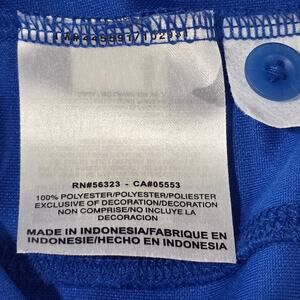 RN#56323 - CA#05553
100% POLYESTER/POLYESTER/POLIESTER
EXCLUSIVE OF DECORATION/DECORATION
NON COMPRISE/NO INCLUYE LA
DECORACION
MADE IN INDONESIA/FABRIQUE EN
INDONESIE/HECHO EN INDONESIA